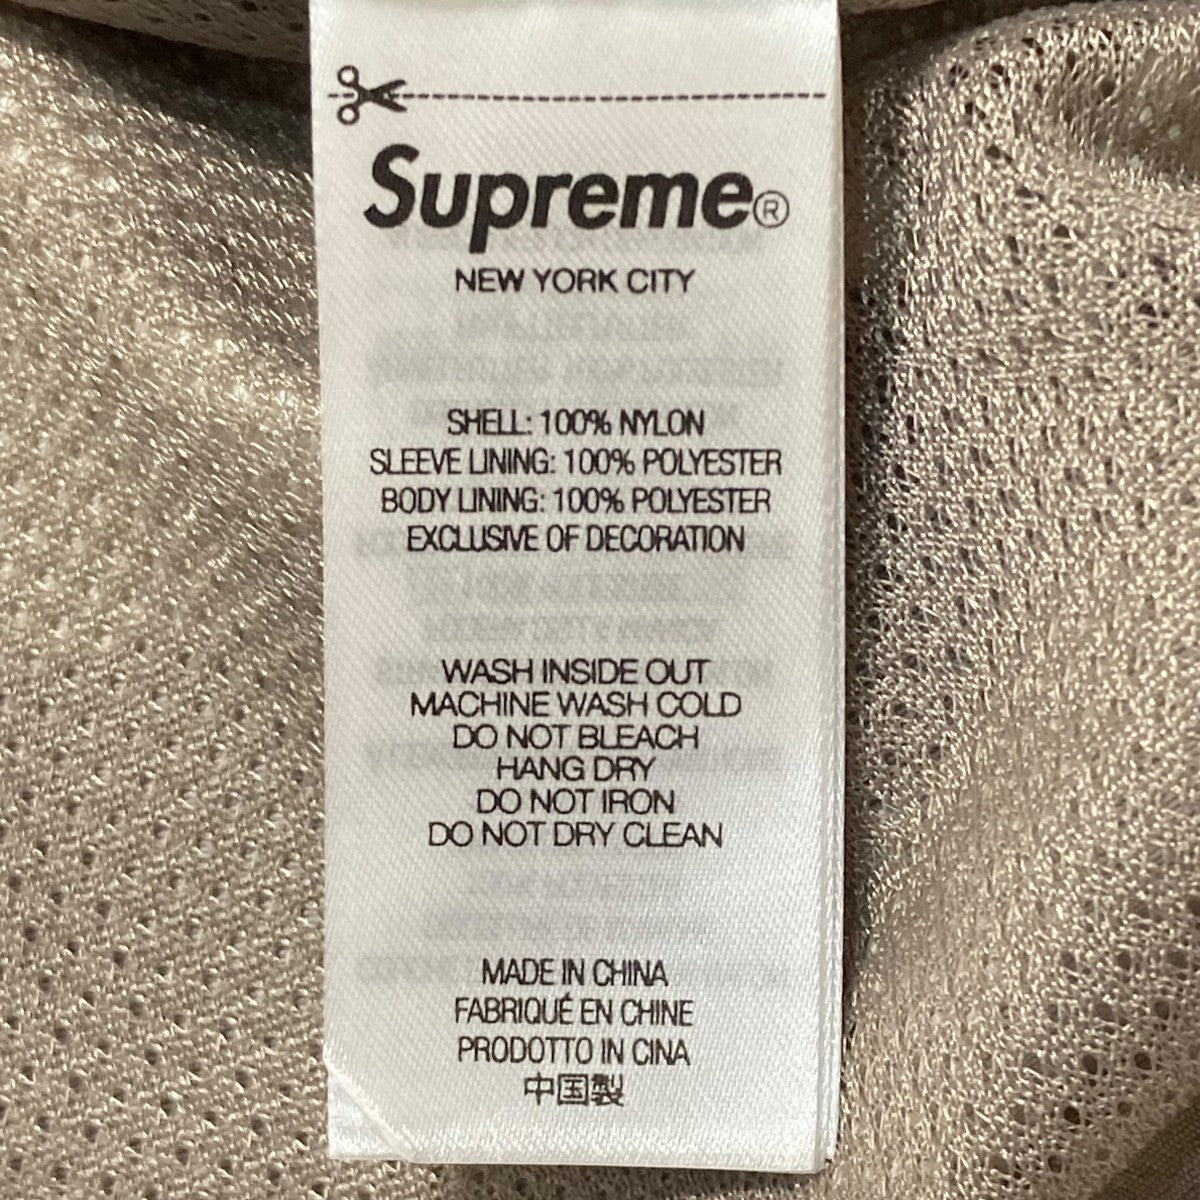 Supreme®
NEW YORK CITY
SHELL: 100% NYLON
SLEEVE LINING: 100% POLYESTER
BODY LINING: 100% POLYESTER
EXCLUSIVE OF DECORATION
WASH INSIDE OUT
MACHINE WASH COLD
DO NOT BLEACH
HANG DRY
DO NOT IRON
DO NOT DRY CLEAN
MADE IN CHINA
FABRIQUÉ EN CHINE
PRODOTTO IN CINA
中国製